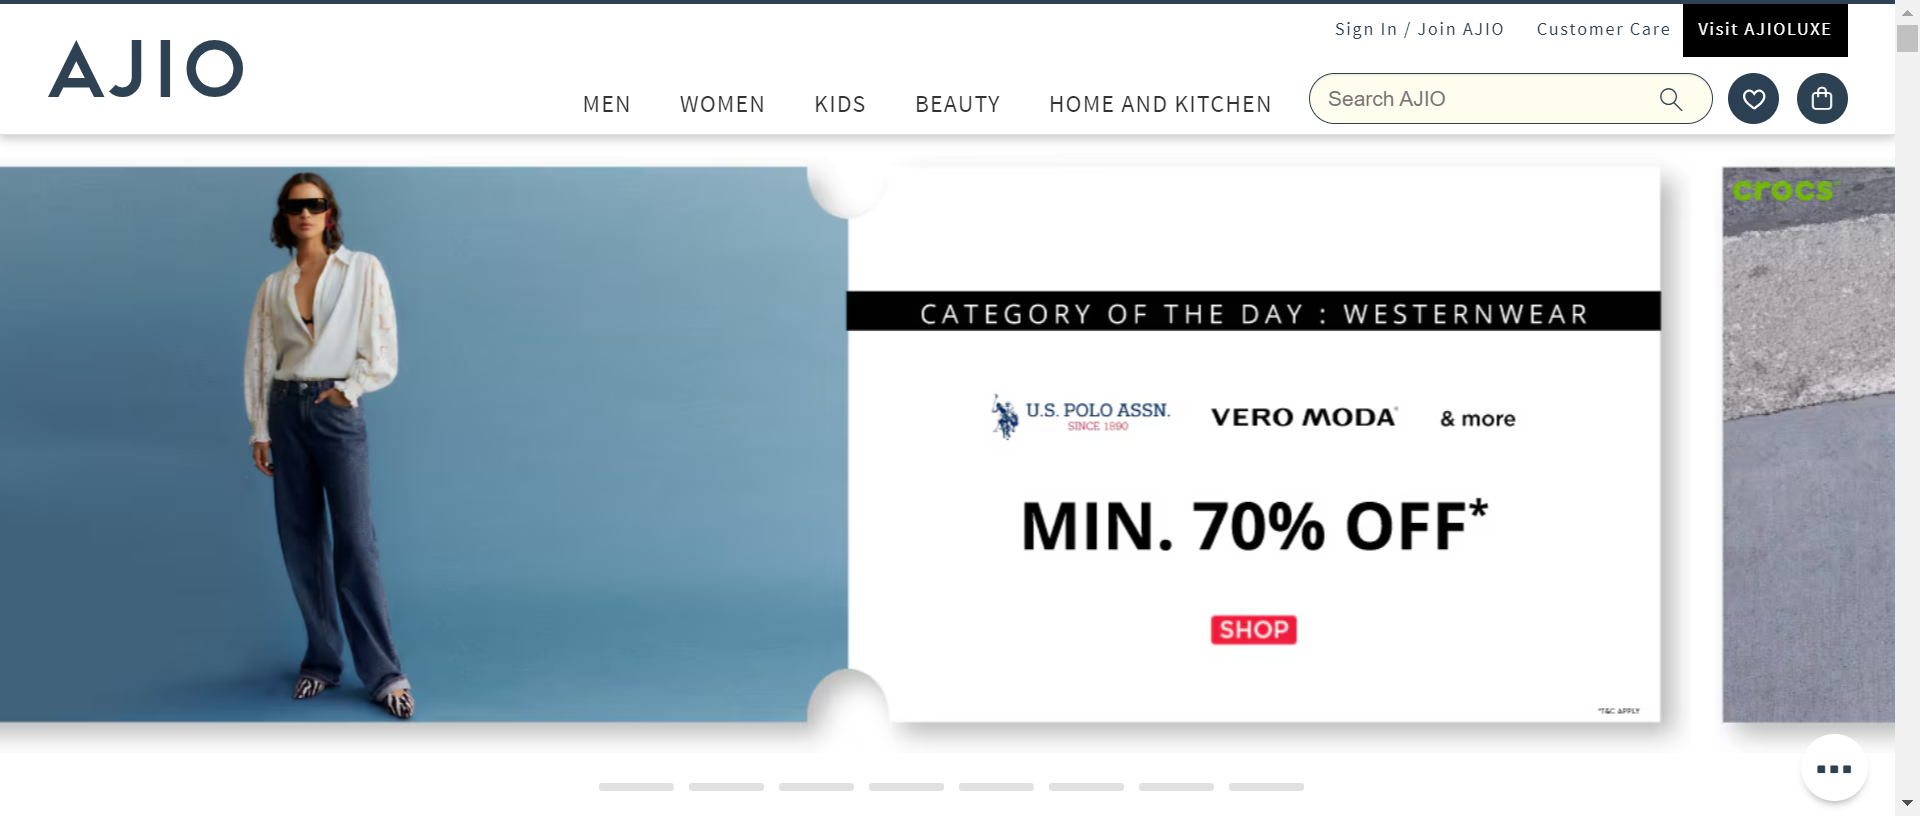 Sign In / Join AJIO
Customer Care
Visit AJIOLUXE
AJIO
MEN
WOMEN
KIDS
BEAUTY
HOME AND KITCHEN
Search AJIO
crocs
CATEGORY OF THE DAY : WESTERNWEAR
U.S. POLO ASSN.
SINCE 1890
VERO MODA
& more
MIN. 70% OFF*
SHOP
*T&C APPLY